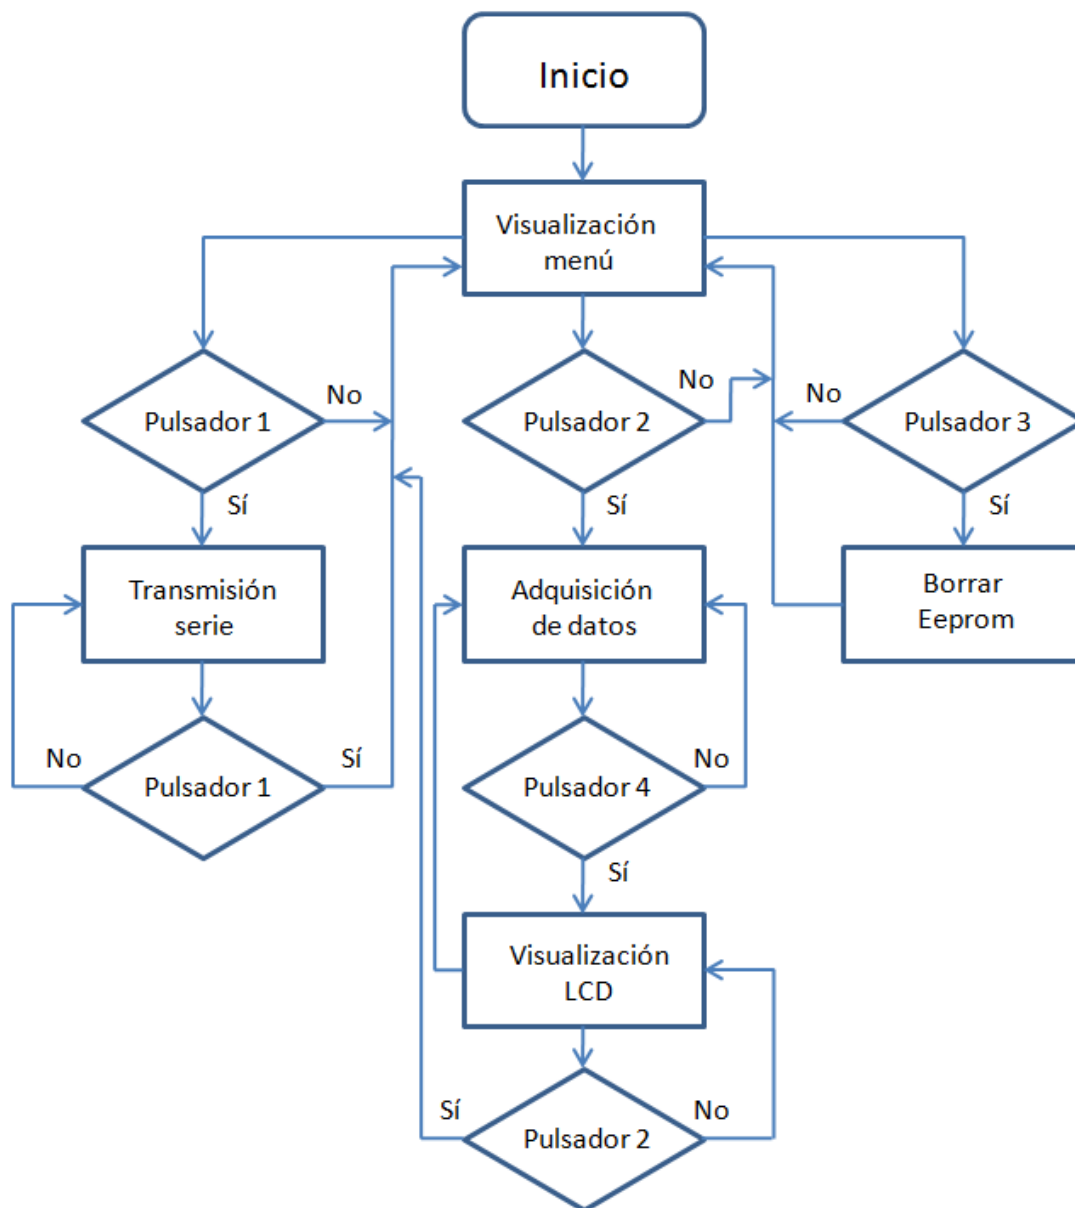 Inicio
Visualización
menú
No
No
No
Pulsador 1
Pulsador 2
Pulsador 3
Sí
Sí
Sí
Transmisión
serie
Adquisición
de datos
Borrar
Eeprom
No
Sí
No
Pulsador 1
Pulsador 4
Sí
Visualización
LCD
Sí
No
Pulsador 2